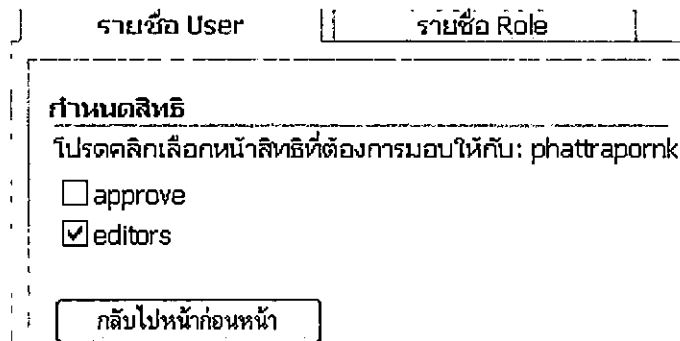 รายชื่อ User
รายชื่อ Role
กำหนดสิทธิ
โปรดคลิกเลือกหน้าสิทธิที่ต้องการมอบให้กับ: phattrapornk
approve
editors
กลับไปหน้าก่อนหน้า